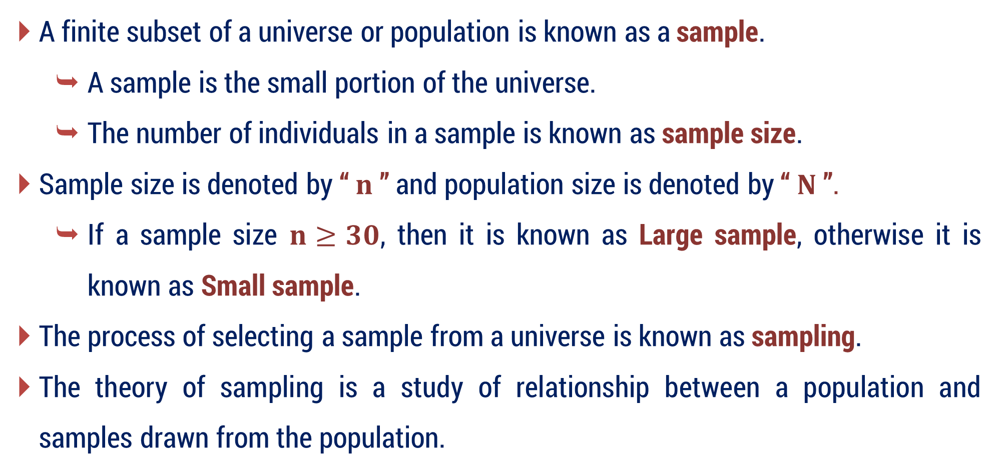 A finite subset of a universe or population is known as a sample.
A sample is the small portion of the universe.
The number of individuals in a sample is known as sample size.
Sample size is denoted by “ n ” and population size is denoted by “ N ”.
If a sample size n ≥ 30, then it is known as Large sample, otherwise it is
known as Small sample.
The process of selecting a sample from a universe is known as sampling.
The theory of sampling is a study of relationship between a population and
samples drawn from the population.